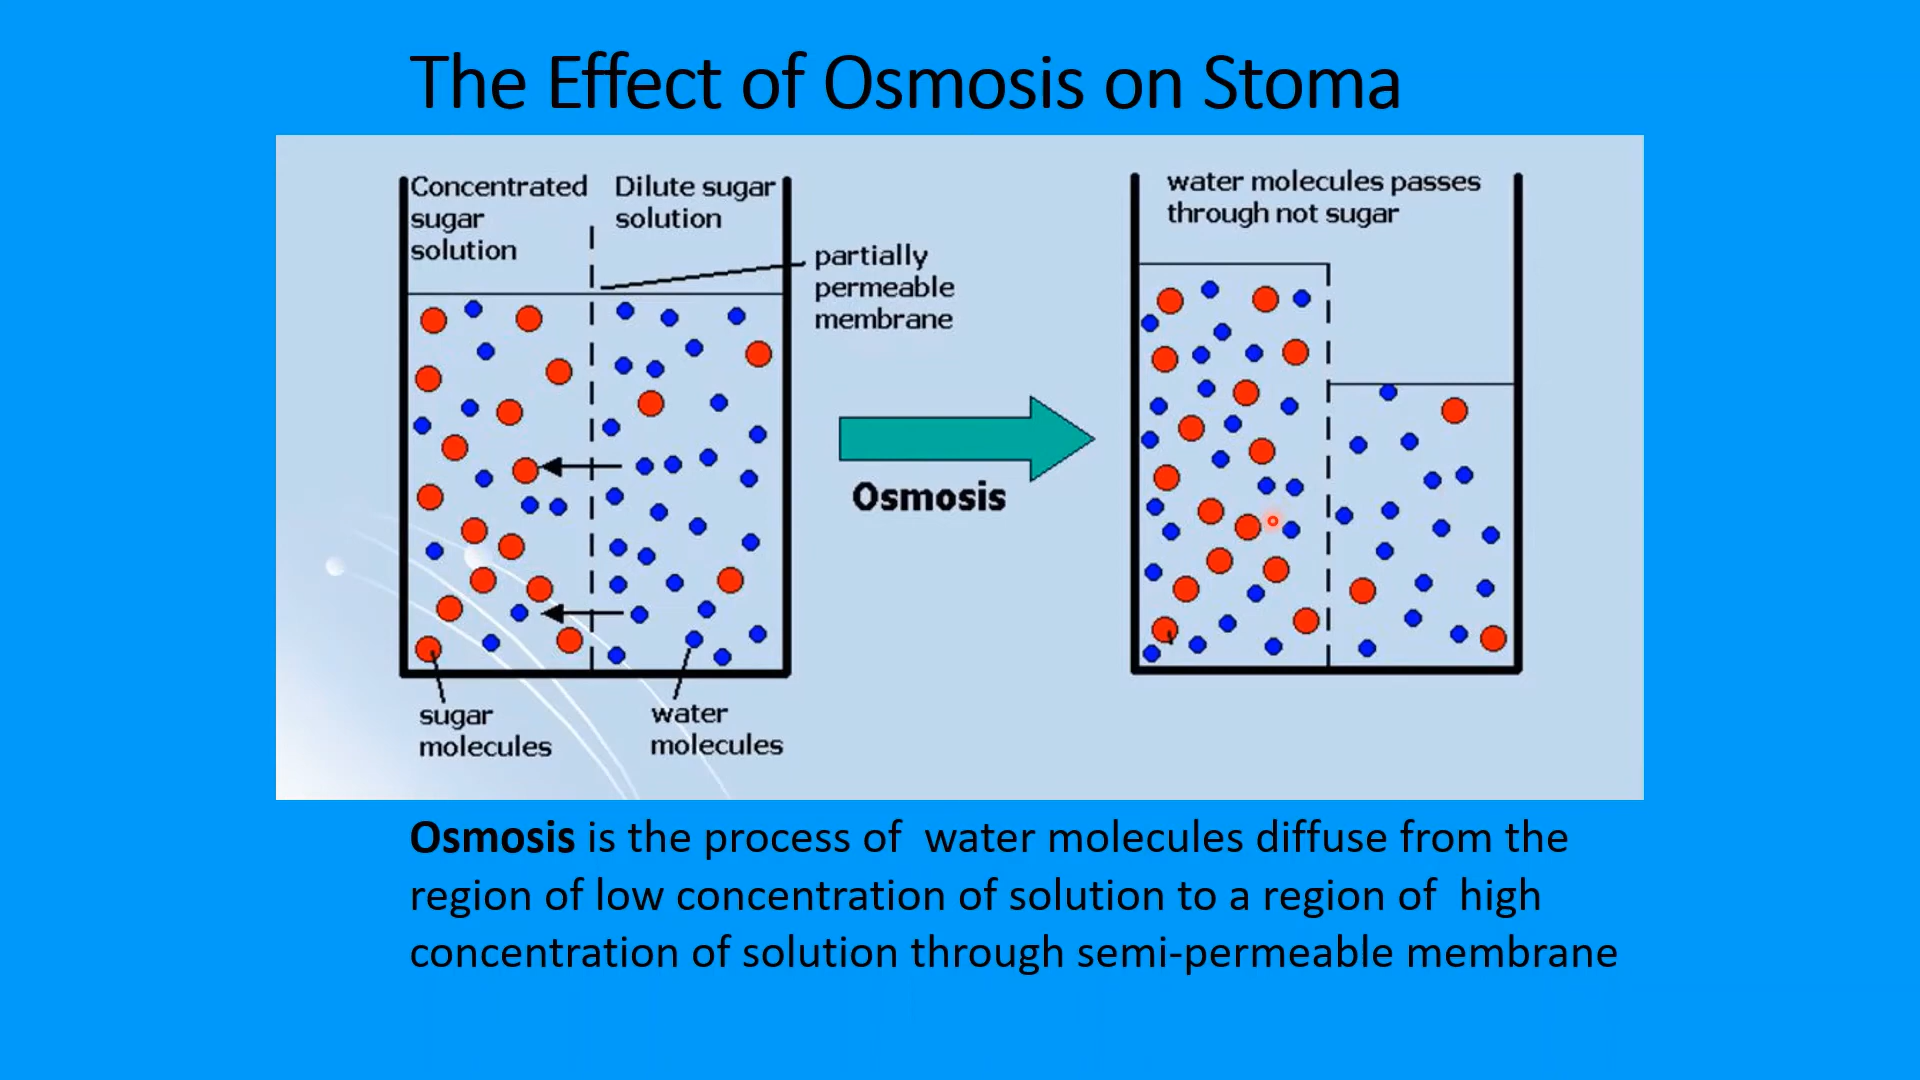 The Effect of Osmosis on Stoma
Concentrated
sugar
solution
Dilute sugar
solution
partially
permeable
membrane
water molecules passes
through not sugar
Osmosis
sugar
molecules
water
molecules
Osmosis is the process of  water molecules diffuse from the
region of low concentration of solution to a region of  high
concentration of solution through semi-permeable membrane